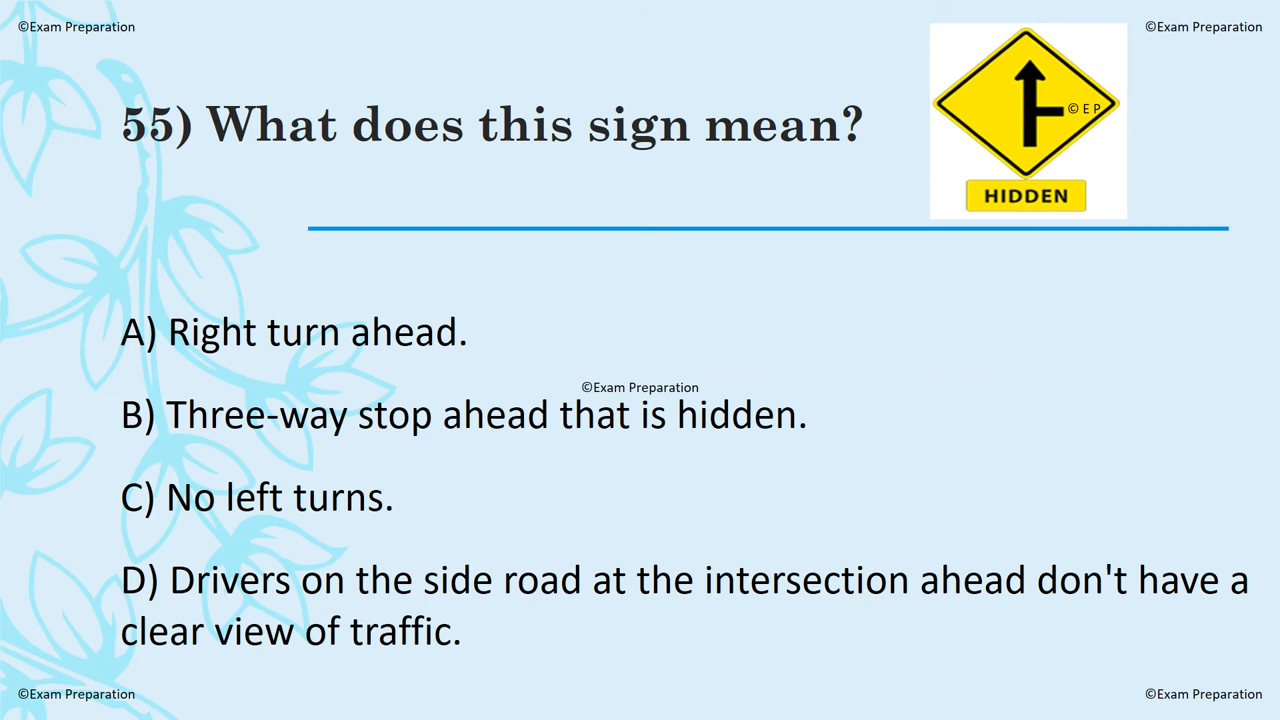 ©Exam Preparation
©Exam Preparation
55) What does this sign mean?
© E P
HIDDEN
A) Right turn ahead.
©Exam Preparation
B) Three-way stop ahead that is hidden.
C) No left turns.
D) Drivers on the side road at the intersection ahead don't have a
clear view of traffic.
©Exam Preparation
©Exam Preparation